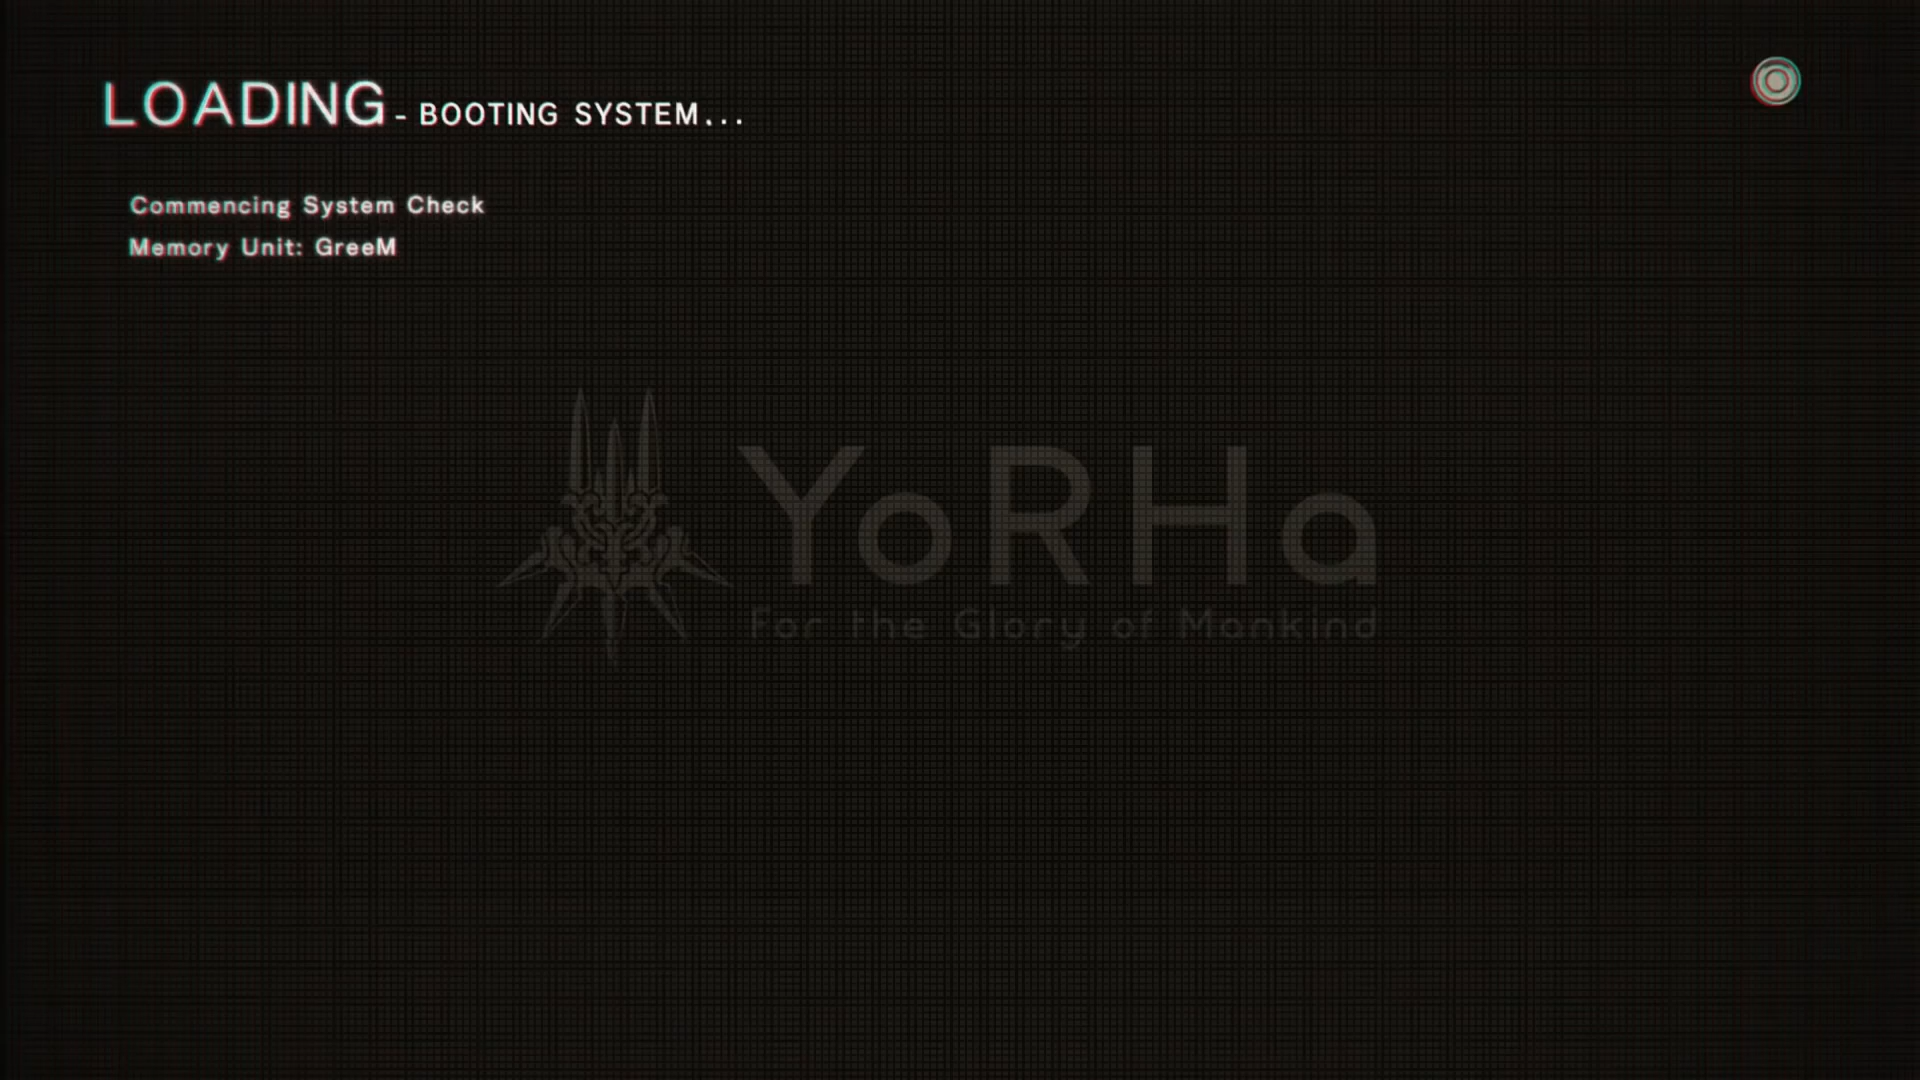 LOADING - BOOTING SYSTEM...
Commencing System Check
Memory Unit: GreeM
YoRHa
For the Glory of Mankind